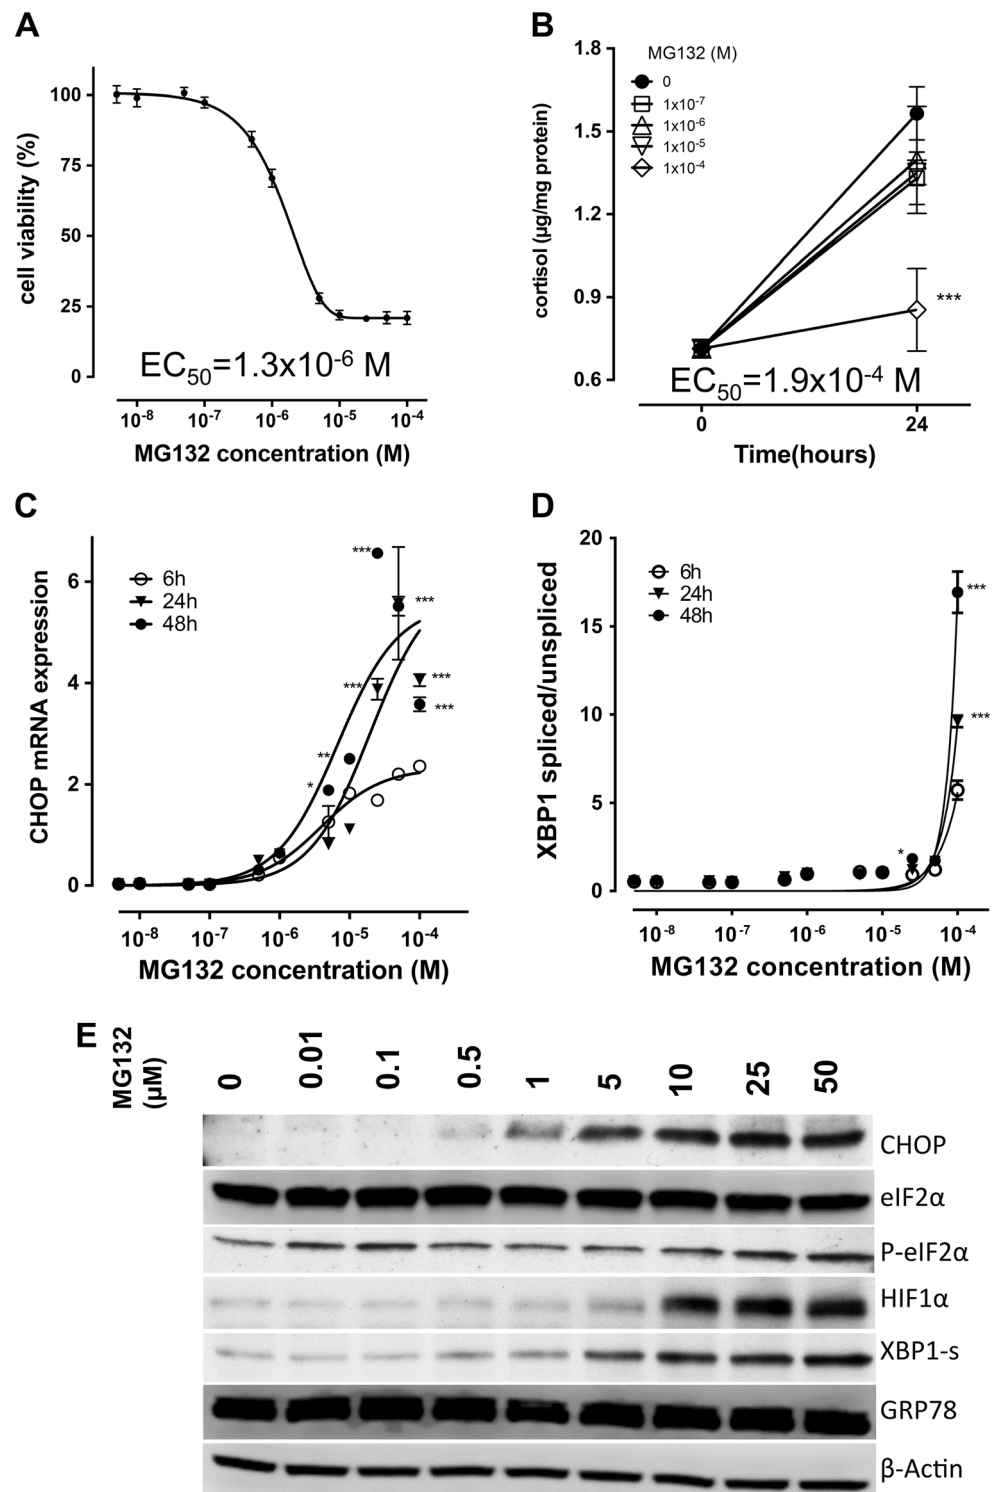 A
cell viability (%)
100
75
50
25
0
EC50=1.3x10-6 M
10-8 10-7 10-6 10-5 10-4
MG132 concentration (M)
B
cortisol (µg/mg protein)
1.8
1.5
1.2
0.9
0.6
MG132 (M)
0
1x10-7
1x10-6
1x10-5
1x10-4
***
EC50=1.9x10-4 M
0 24
Time(hours)
C
CHOP mRNA expression
6
4
2
0
6h
24h
48h
***
***
***
***
***
**
*
10-8 10-7 10-6 10-5 10-4
MG132 concentration (M)
D
XBP1 spliced/unspliced
20
15
10
5
0
6h
24h
48h
***
***
*
10-8 10-7 10-6 10-5 10-4
MG132 concentration (M)
E
MG132
(µM)
0 0.01 0.1 0.5 1 5 10 25 50
CHOP
eIF2α
P-eIF2α
HIF1α
XBP1-s
GRP78
β-Actin